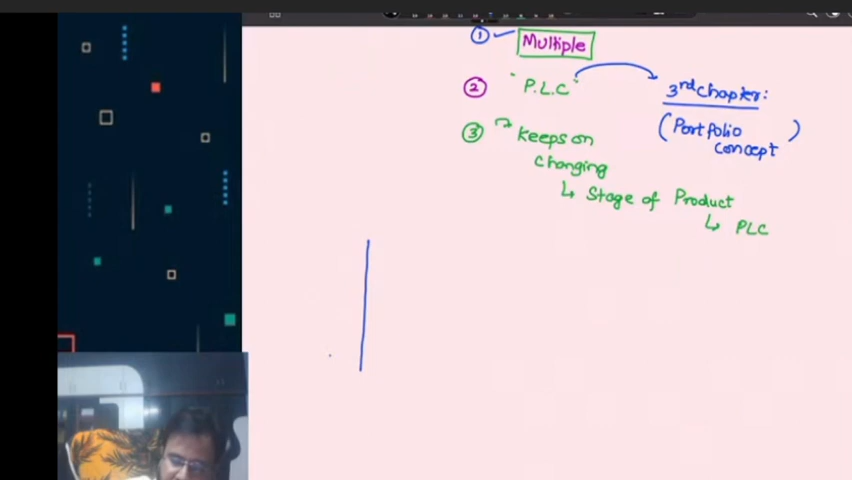 ① Multiple
② "P.L.C" 3rd chapter:
(Portfolio concept)
③ Keeps on
changing
↳ Stage of Product
↳ PLC